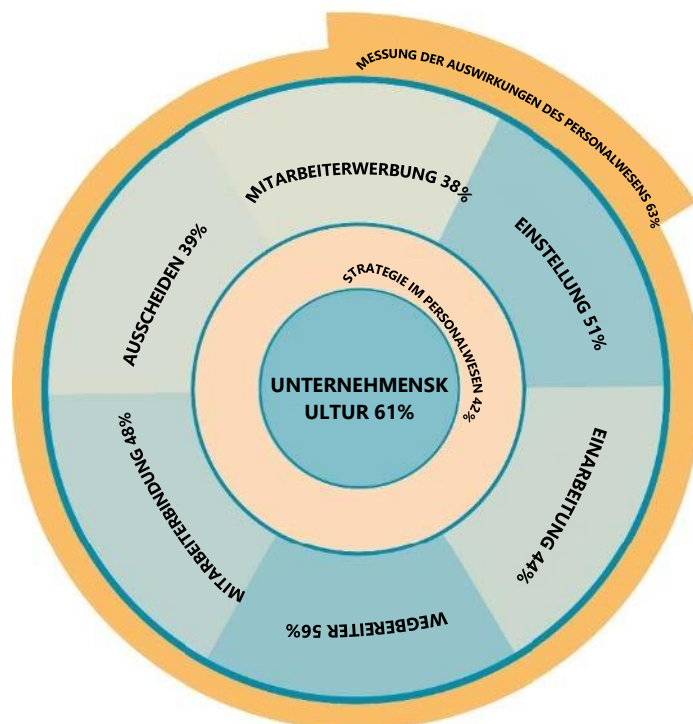 MESSUNG DER AUSWIRKUNGEN DES PERSONALWESENS 63%
MITARBEITERWERBUNG 38%
EINSTELLUNG 51%
EINARBEITUNG 44%
WEGBEREITER 56%
MITARBEITERBINDUNG 48%
AUSSCHEIDEN 39%
STRATEGIE IM PERSONALWESEN 42%
UNTERNEHMENSK
ULTUR 61%